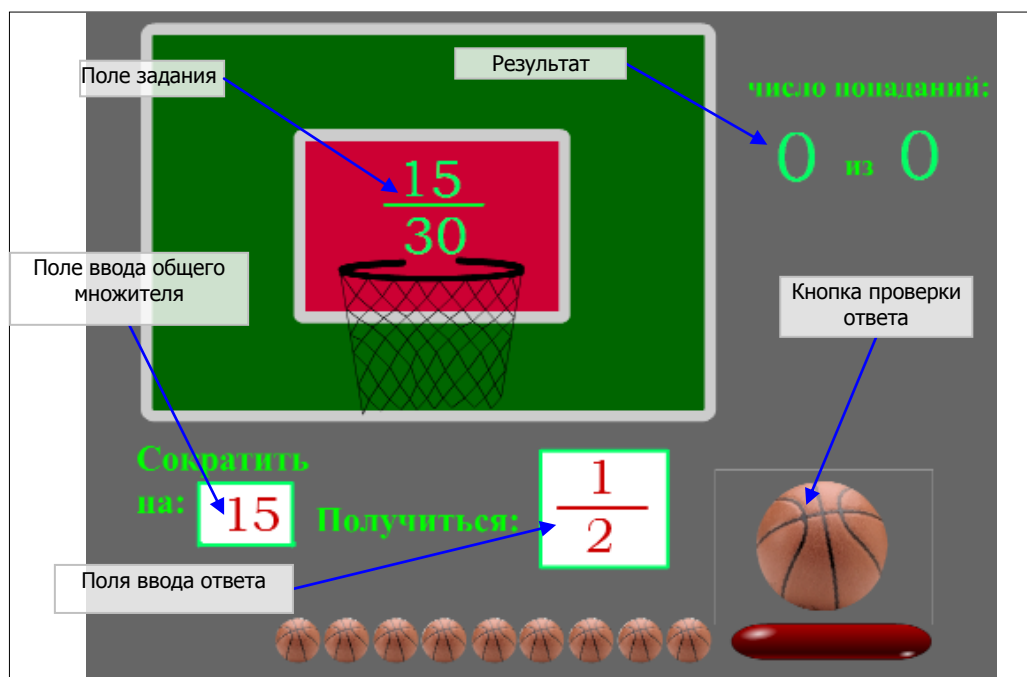 Поле задания
Результат
число попаданий:
0 из 0
15
30
Поле ввода общего
множителя
Кнопка проверки
ответа
Сократить
на: 15
Получиться:
1
2
Поля ввода ответа